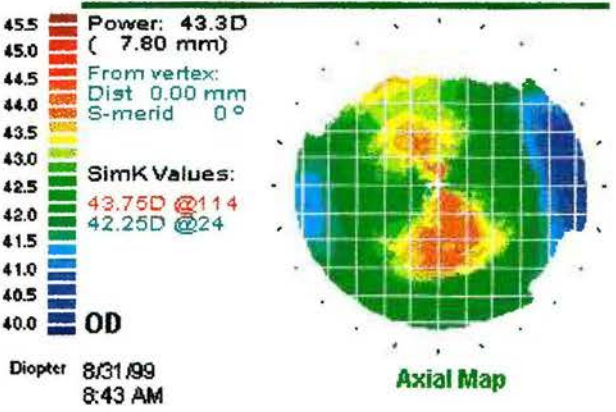 45.5
45.0
44.5
44.0
43.5
43.0
42.5
42.0
41.5
41.0
40.5
40.0
Diopter
Power: 43.3D
( 7.80 mm)
From vertex:
Dist 0.00 mm
S-merid 0°
SimK Values:
43.75D @114
42.25D @24
OD
8/31/99
8:43 AM
Axial Map